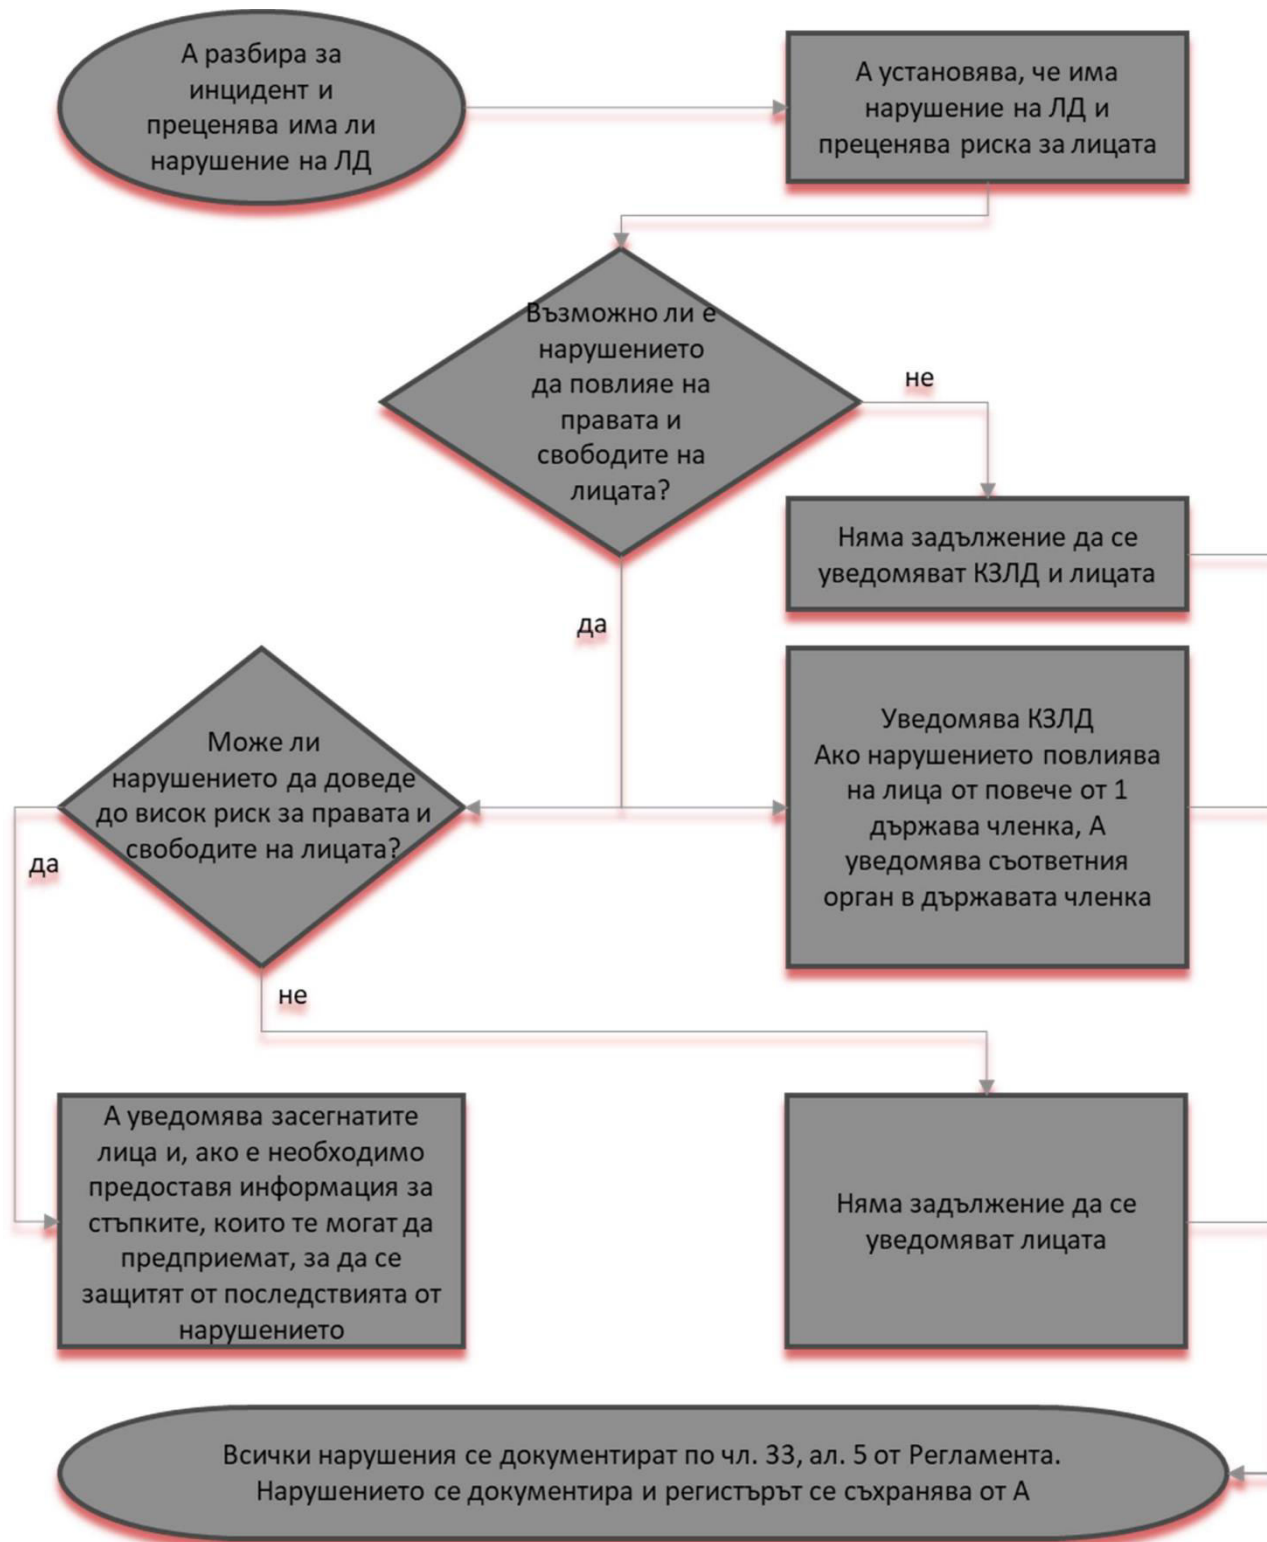 А разбира за
инцидент и
преценява има ли
нарушение на ЛД
А установява, че има
нарушение на ЛД и
преценява риска за лицата
Възможно ли е
нарушението
да повлияе на
правата и
свободите на
лицата?
не
Няма задължение да се
уведомяват КЗЛД и лицата
да
Може ли
нарушението да доведе
до висок риск за правата и
свободите на лицата?
Уведомява КЗЛД
Ако нарушението повлиява
на лица от повече от 1
държава членка, А
уведомява съответния
орган в държавата членка
да
не
А уведомява засегнатите
лица и, ако е необходимо
предоставя информация за
стъпките, които те могат да
предприемат, за да се
защитят от последствията от
нарушението
Няма задължение да се
уведомяват лицата
Всички нарушения се документират по чл. 33, ал. 5 от Регламента.
Нарушението се документира и регистърът се съхранява от А